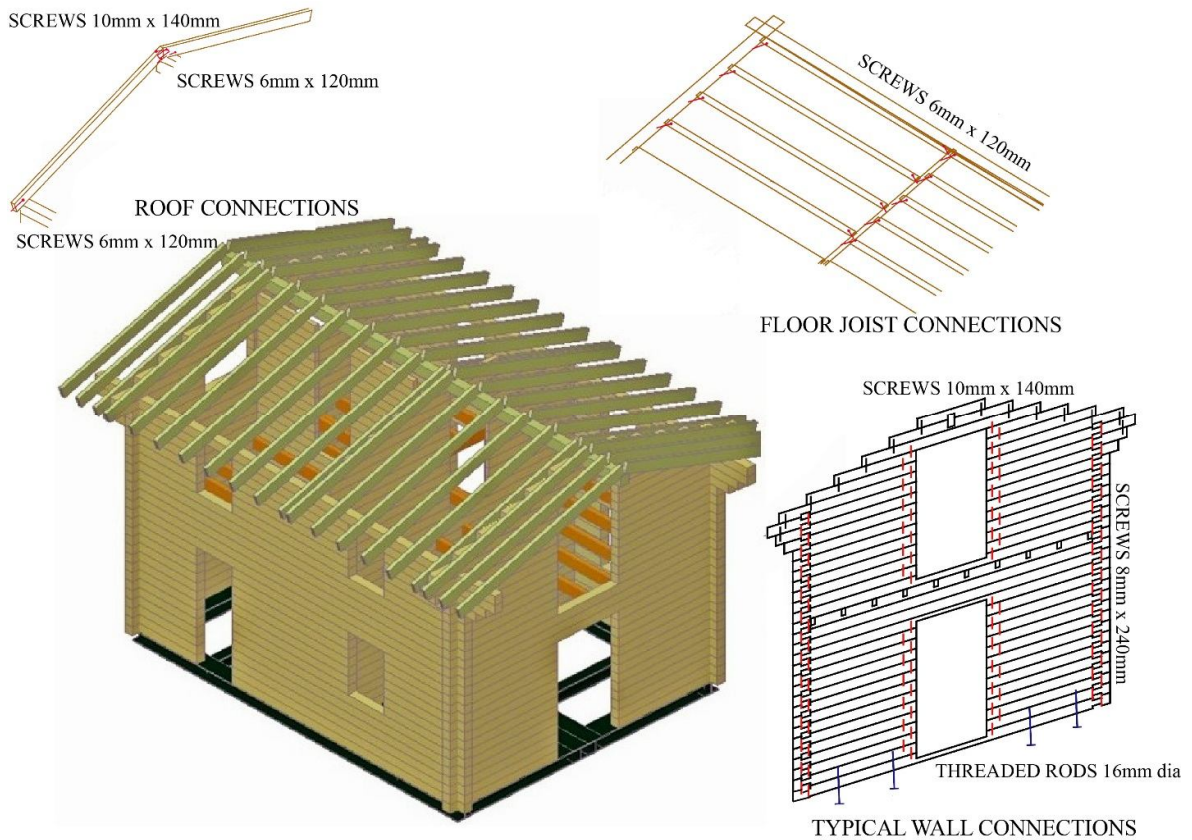 SCREWS 10mm x 140mm
SCREWS 6mm x 120mm
ROOF CONNECTIONS
SCREWS 6mm x 120mm
SCREWS 6mm x 120mm
FLOOR JOIST CONNECTIONS
SCREWS 10mm x 140mm
SCREWS 8mm x 240mm
THREADED RODS 16mm dia
TYPICAL WALL CONNECTIONS